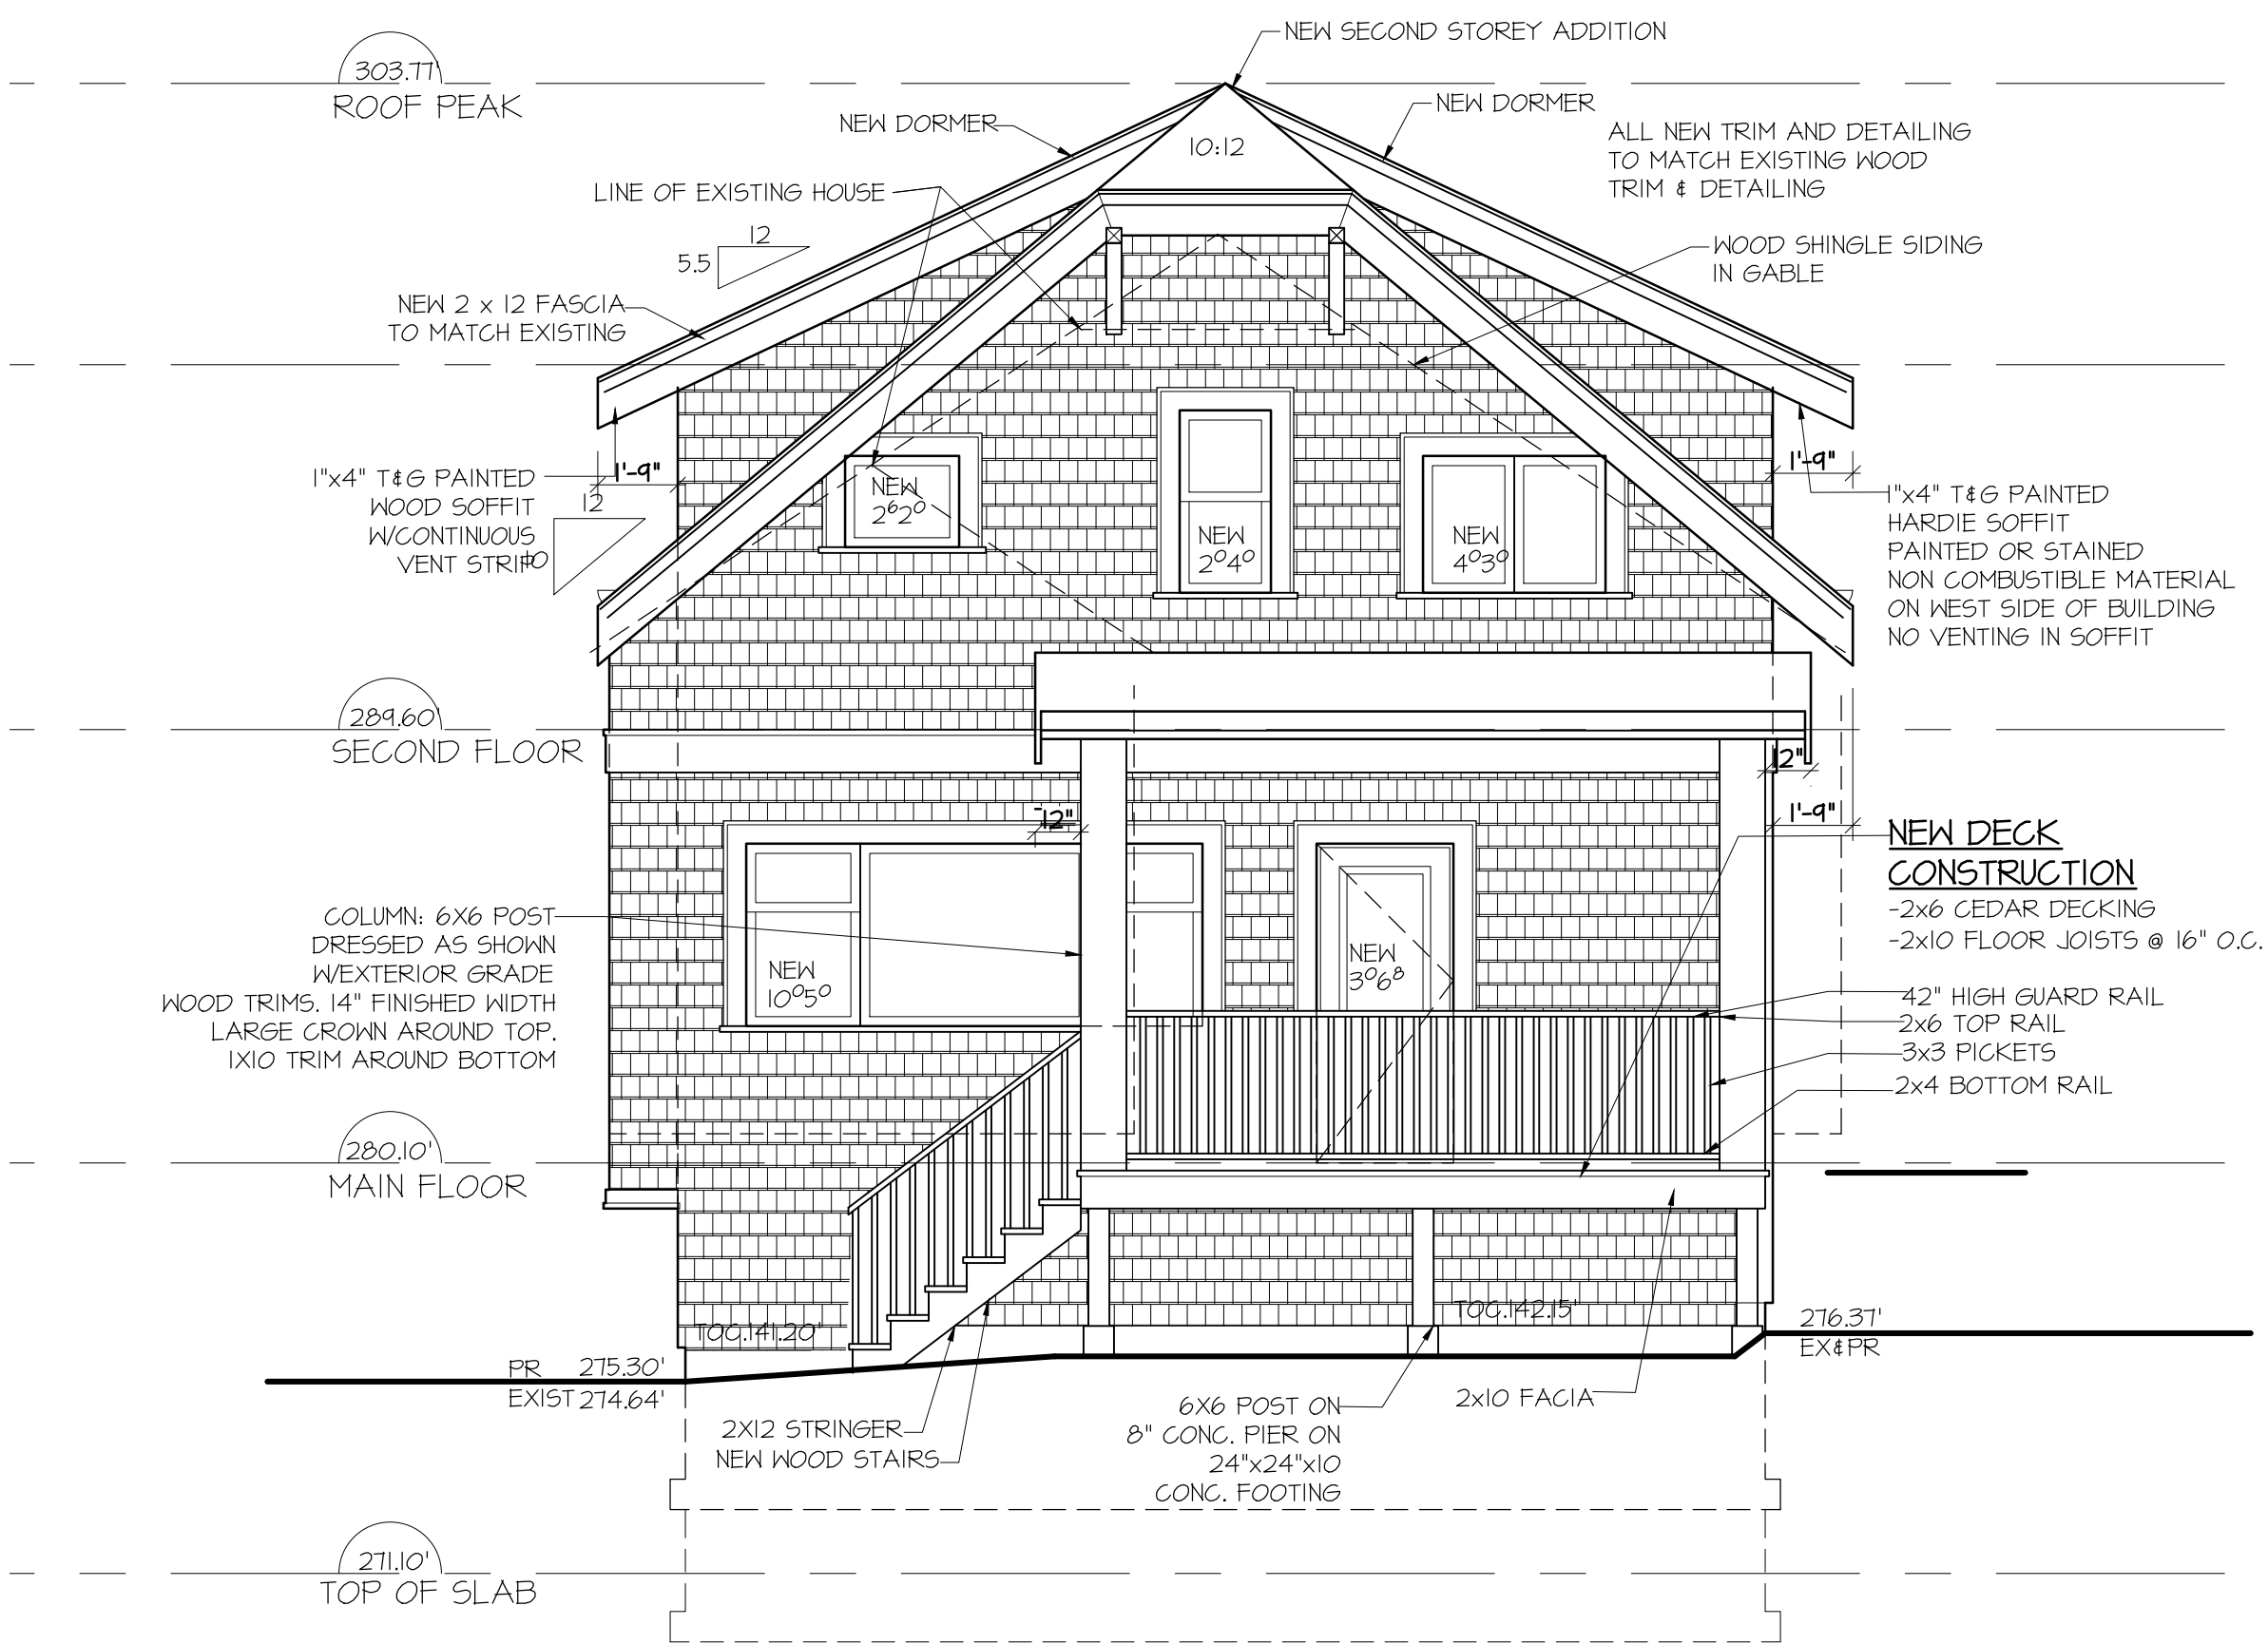 NEW SECOND STOREY ADDITION
303.77'
ROOF PEAK
NEW DORMER
NEW DORMER
10:12
ALL NEW TRIM AND DETAILING
TO MATCH EXISTING WOOD
TRIM & DETAILING
LINE OF EXISTING HOUSE
12
5.5
WOOD SHINGLE SIDING
IN GABLE
NEW 2 x 12 FASCIA
TO MATCH EXISTING
1'-9"
1'-9"
1"x4" T&G PAINTED
WOOD SOFFIT
W/CONTINUOUS
VENT STRIP
12
10
NEW
2⁶2⁰
NEW
2⁰4⁰
NEW
4⁰3⁰
1"x4" T&G PAINTED
HARDIE SOFFIT
PAINTED OR STAINED
NON COMBUSTIBLE MATERIAL
ON WEST SIDE OF BUILDING
NO VENTING IN SOFFIT
289.60'
SECOND FLOOR
12"
12"
1'-9"
NEW DECK
CONSTRUCTION
-2x6 CEDAR DECKING
-2x10 FLOOR JOISTS @ 16" O.C.
COLUMN: 6X6 POST
DRESSED AS SHOWN
W/EXTERIOR GRADE
WOOD TRIMS. 14" FINISHED WIDTH
LARGE CROWN AROUND TOP.
1X10 TRIM AROUND BOTTOM
NEW
10⁰5⁰
NEW
3⁰6⁸
42" HIGH GUARD RAIL
2x6 TOP RAIL
3x3 PICKETS
2x4 BOTTOM RAIL
280.10'
MAIN FLOOR
TOC.141.20'
TOC.142.15'
276.37'
EX&PR
PR 275.30'
EXIST 274.64'
2X12 STRINGER
NEW WOOD STAIRS
6X6 POST ON
8" CONC. PIER ON
24"x24"x10
CONC. FOOTING
2x10 FACIA
271.10'
TOP OF SLAB